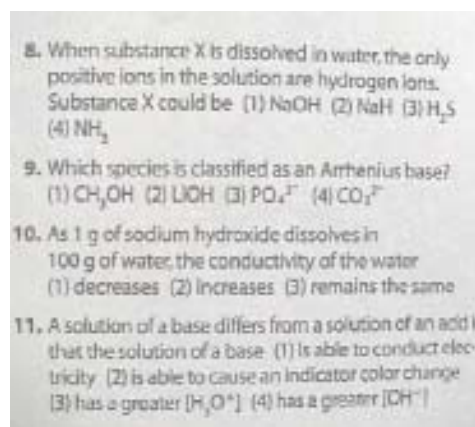 8. When substance X is dissolved in water, the only
positive ions in the solution are hydrogen ions.
Substance X could be (1) NaOH (2) NaH (3) H₂S
(4) NH₃
9. Which species is classified as an Arrhenius base?
(1) CH₃OH (2) LiOH (3) PO₄³⁻ (4) CO₃²⁻
10. As 1 g of sodium hydroxide dissolves in
100 g of water, the conductivity of the water
(1) decreases (2) increases (3) remains the same
11. A solution of a base differs from a solution of an acid i
that the solution of a base (1) is able to conduct elec-
tricity (2) is able to cause an indicator color change
(3) has a greater [H₃O⁺] (4) has a greater [OH⁻]